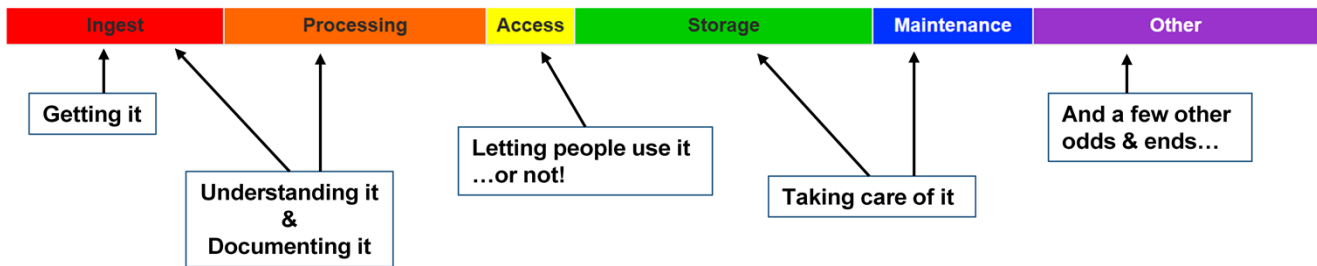 Ingest
Processing
Access
Storage
Maintenance
Other
Getting it
Understanding it
&
Documenting it
Letting people use it
…or not!
Taking care of it
And a few other
odds & ends…